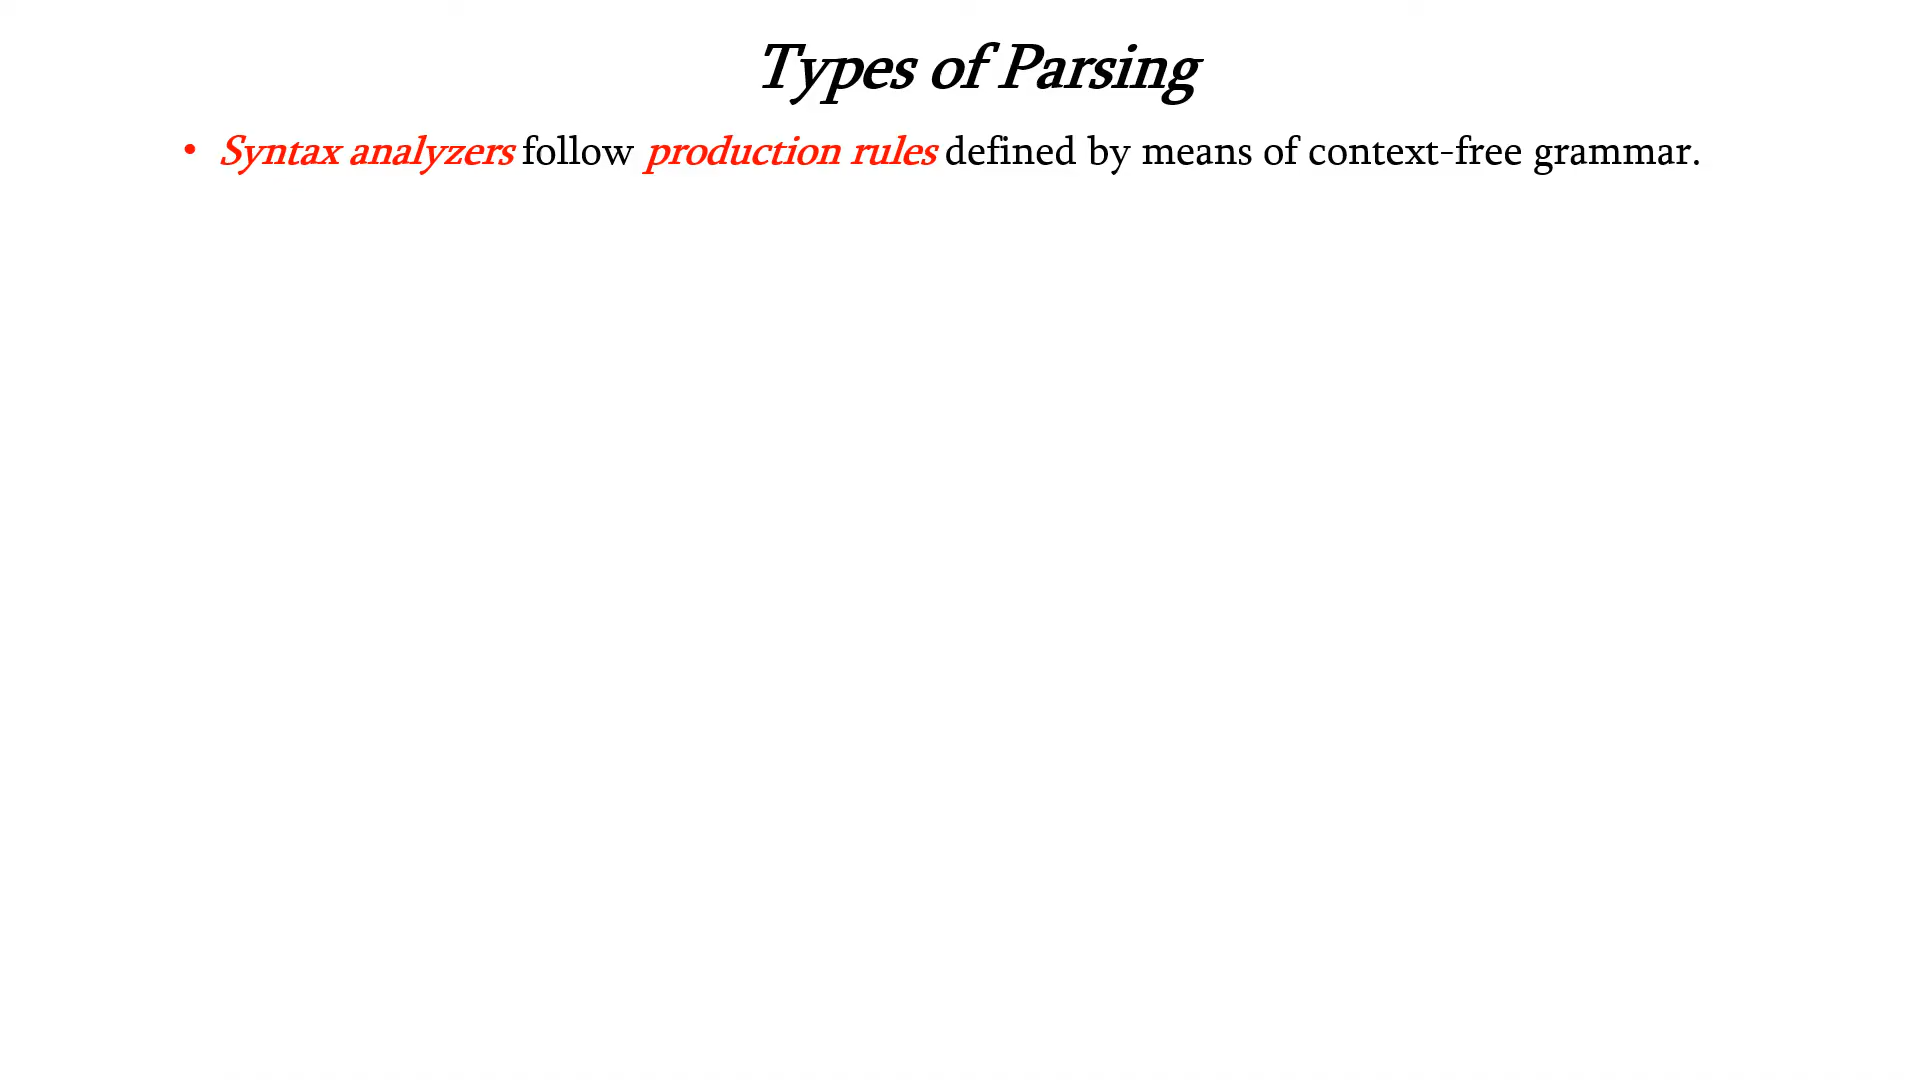 Types of Parsing
• Syntax analyzers follow production rules defined by means of context-free grammar.